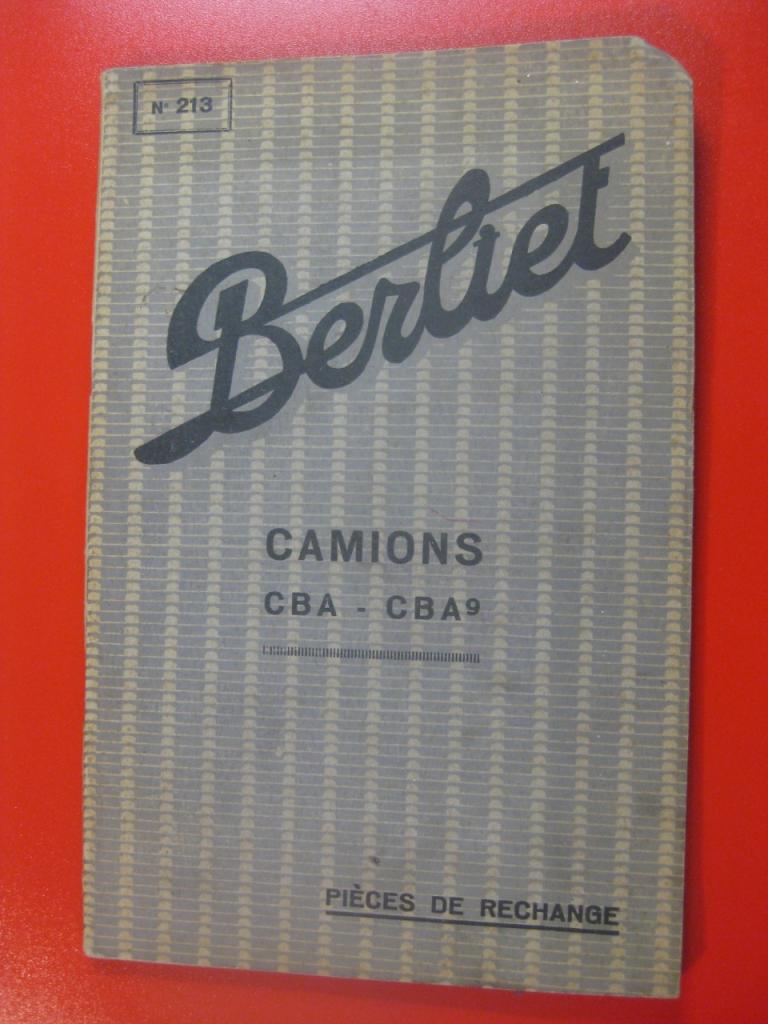 N° 213
Berliet
CAMIONS
CBA - CBA9
PIÈCES DE RECHANGE